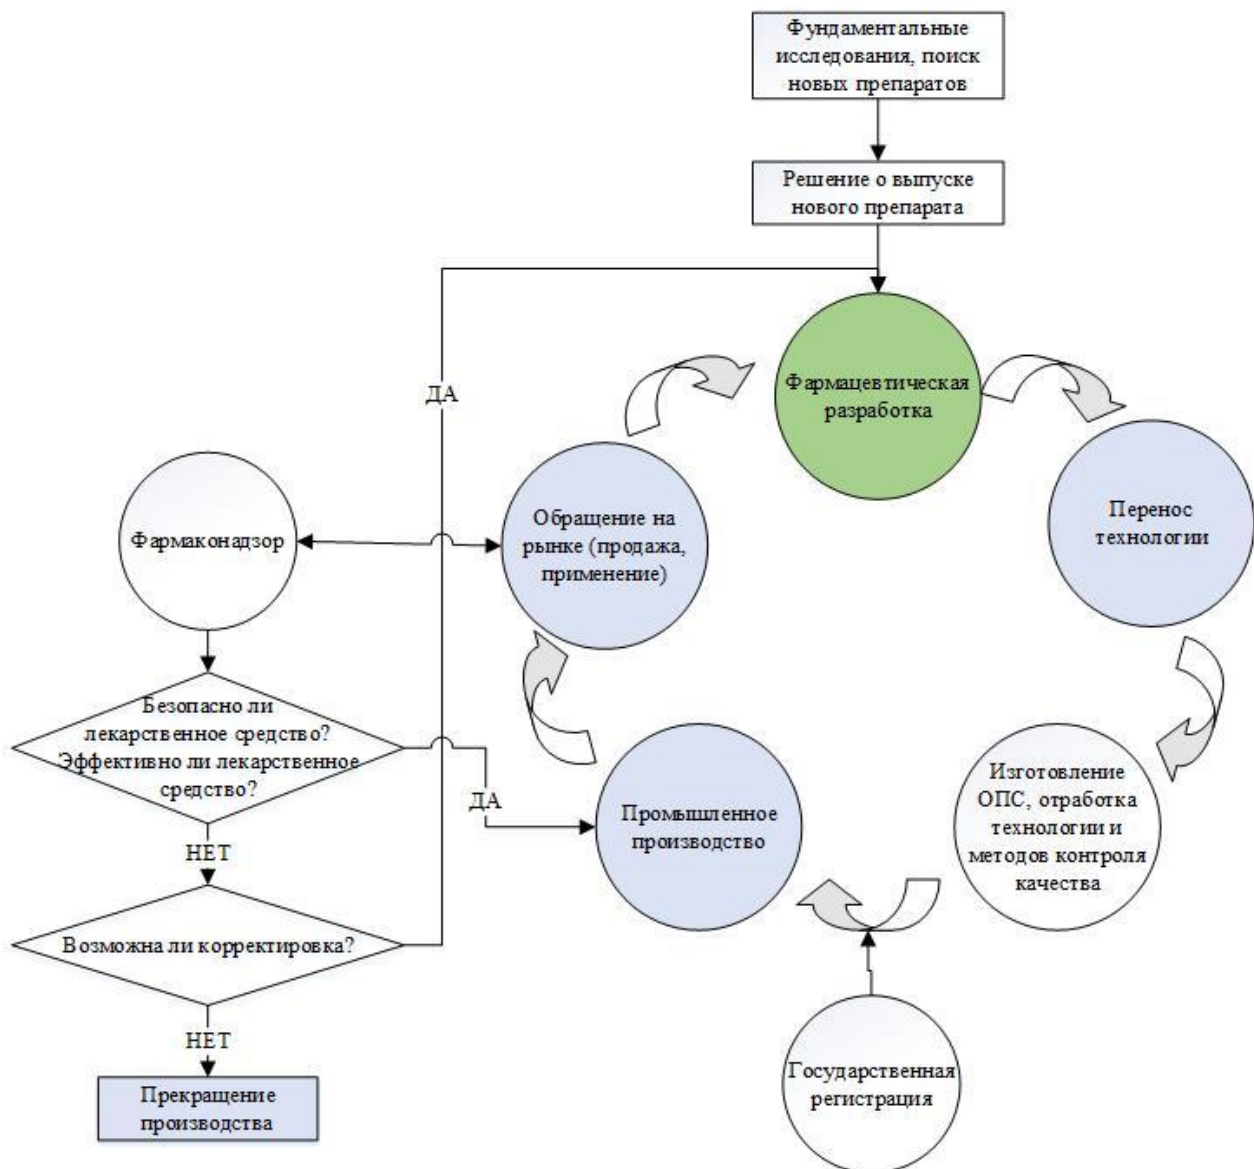 Фундаментальные
исследования, поиск
новых препаратов
Решение о выпуске
нового препарата
Фармацевтическая
разработка
ДА
Перенос
технологии
Обращение на
рынке (продажа,
применение)
Фармаконадзор
Безопасно ли
лекарственное средство?
Эффективно ли лекарственное
средство?
ДА
Промышленное
производство
Изготовление
ОПС, отработка
технологии и
методов контроля
качества
НЕТ
Возможна ли корректировка?
НЕТ
Государственная
регистрация
Прекращение
производства